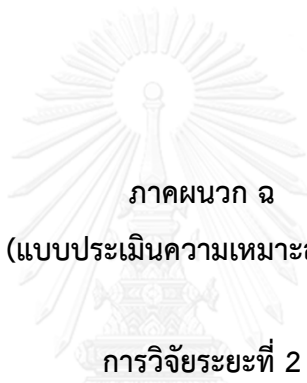 ภาคผนวก ฉ
(แบบประเมินความเหมาะ
การวิจัยระยะที่ 2